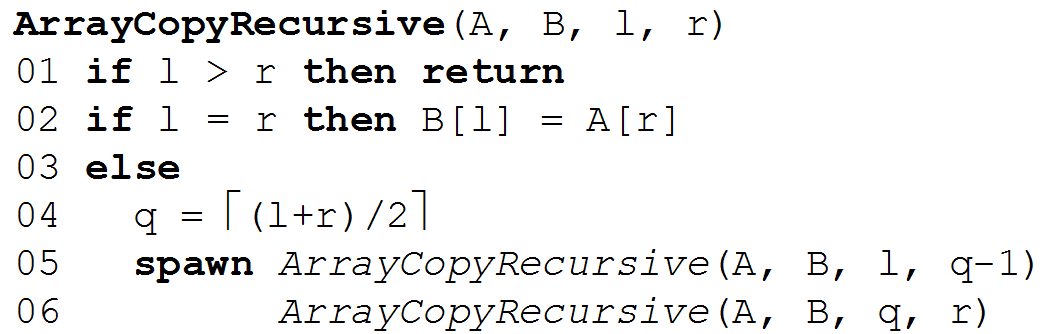 ArrayCopyRecursive(A, B, l, r)
01 if l > r then return
02 if l = r then B[l] = A[r]
03 else
04   q = ⌈(l+r)/2⌉
05   spawn ArrayCopyRecursive(A, B, l, q-1)
06         ArrayCopyRecursive(A, B, q, r)